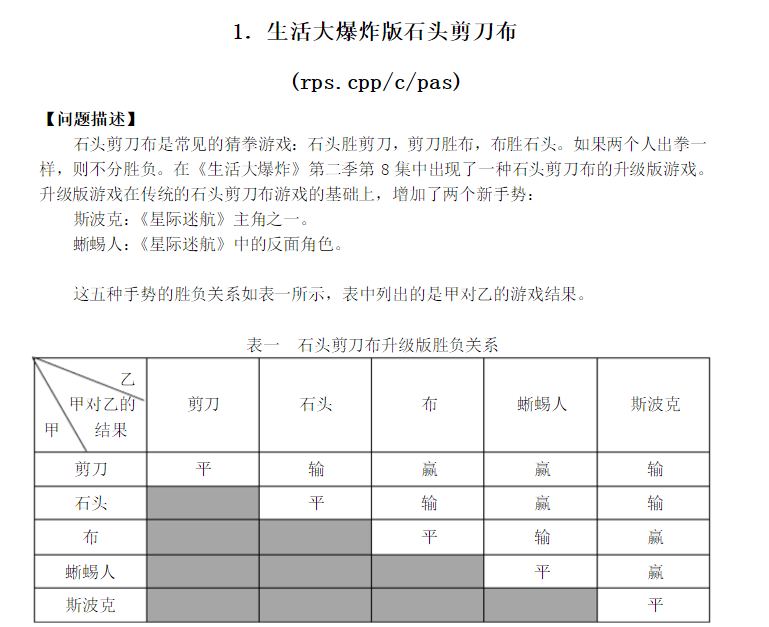 1. 生活大爆炸版石头剪刀布
(rps.cpp/c/pas)
【问题描述】
石头剪刀布是常见的猜拳游戏：石头胜剪刀，剪刀胜布，布胜石头。如果两个人出拳一
样，则不分胜负。在《生活大爆炸》第二季第 8 集中出现了一种石头剪刀布的升级版游戏。
升级版游戏在传统的石头剪刀布游戏的基础上，增加了两个新手势：
斯波克：《星际迷航》主角之一。
蜥蜴人：《星际迷航》中的反面角色。
这五种手势的胜负关系如表一所示，表中列出的是甲对乙的游戏结果。
表一 石头剪刀布升级版胜负关系
乙
甲对乙的
甲 结果
剪刀 石头 布 蜥蜴人 斯波克
剪刀 平 输 赢 赢 输
石头 平 输 赢 输
布 平 输 赢
蜥蜴人 平 赢
斯波克 平